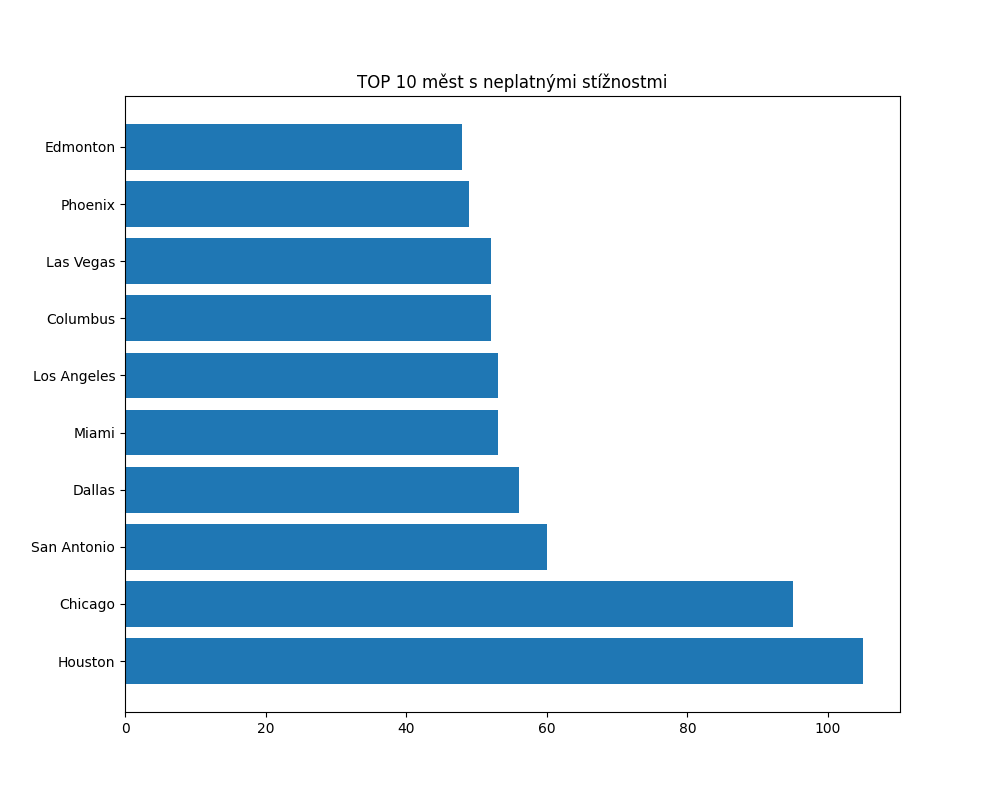 TOP 10 měst s neplatnými stížnostmi
Edmonton
Phoenix
Las Vegas
Columbus
Los Angeles
Miami
Dallas
San Antonio
Chicago
Houston
0 20 40 60 80 100